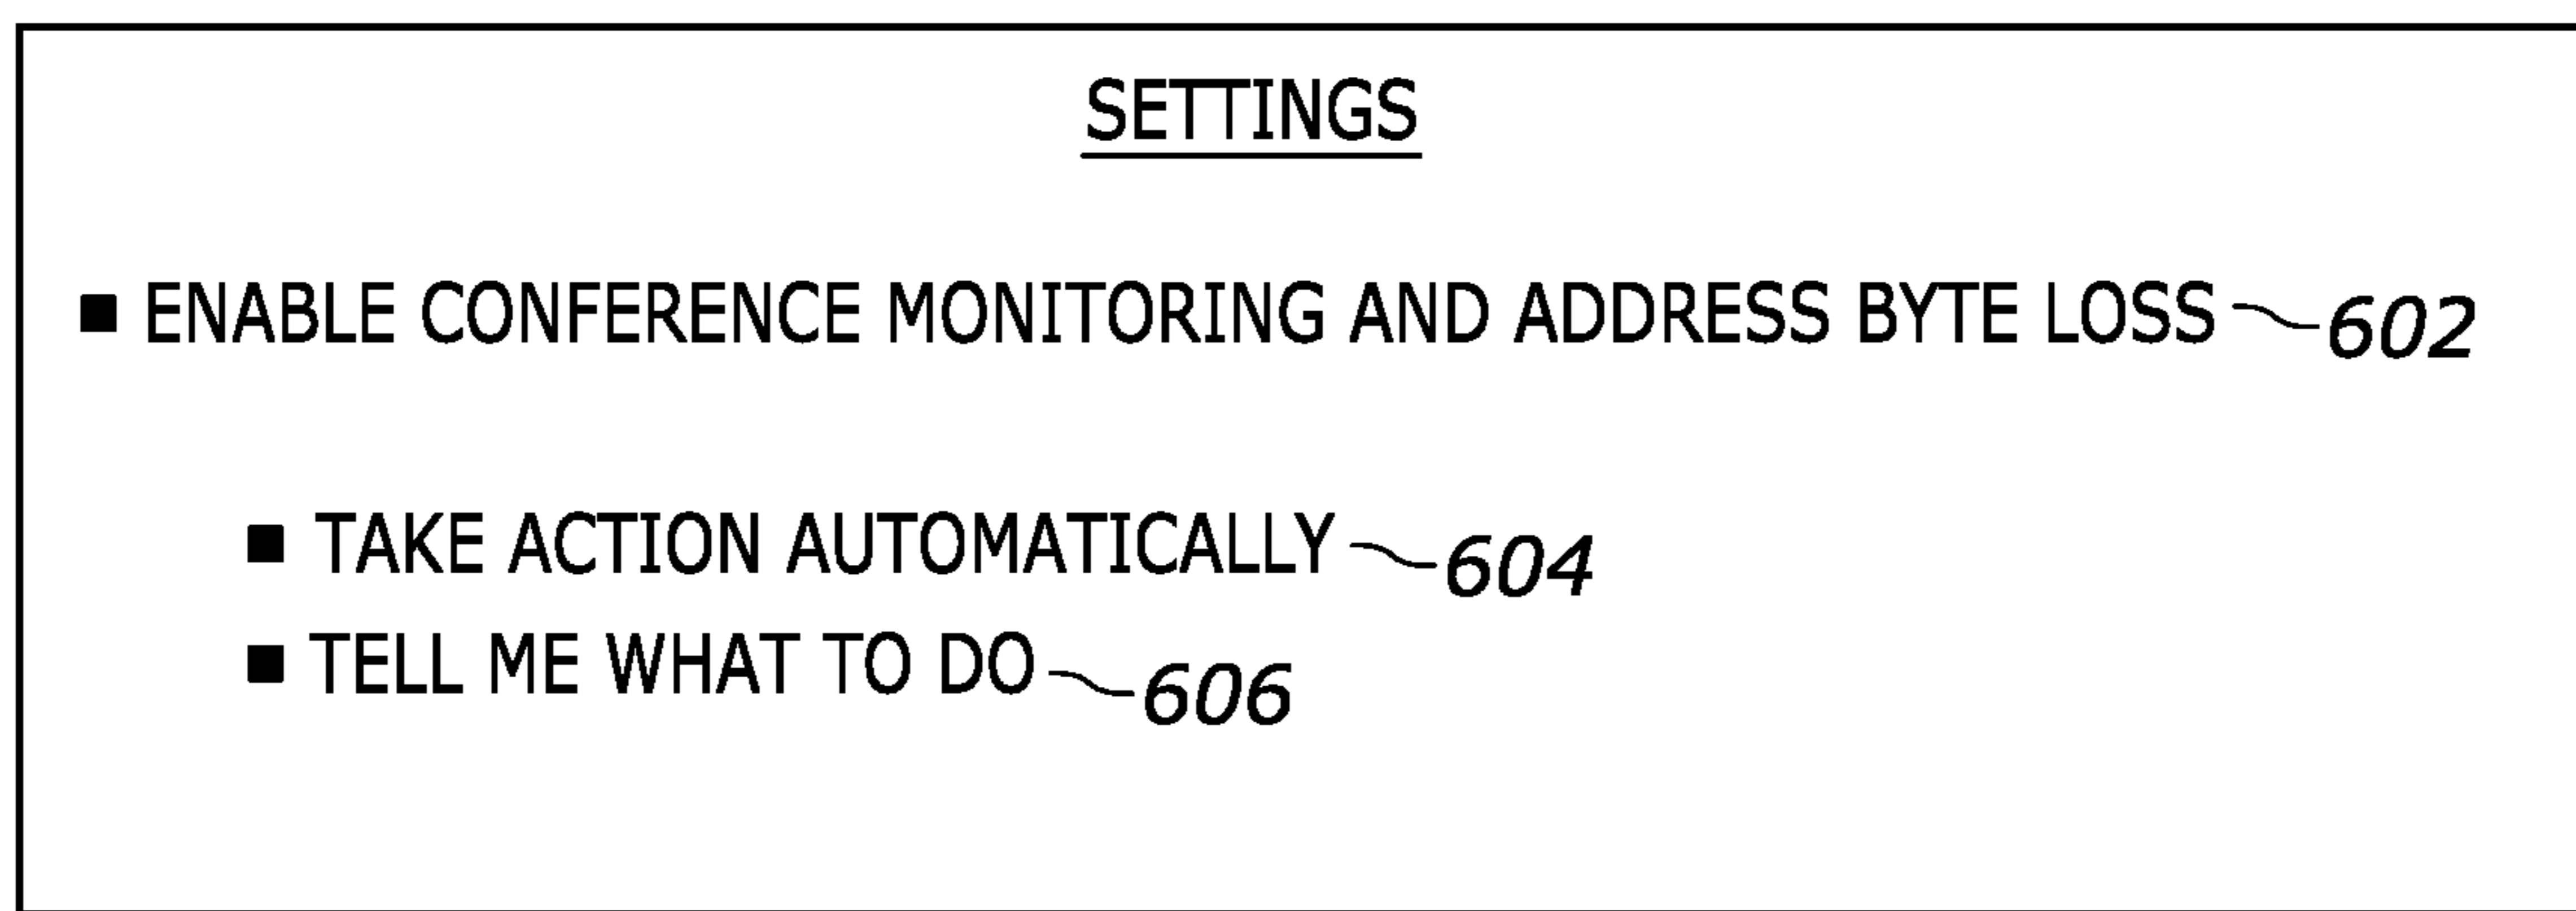 SETTINGS
■ ENABLE CONFERENCE MONITORING AND ADDRESS BYTE LOSS 602
■ TAKE ACTION AUTOMATICALLY 604
■ TELL ME WHAT TO DO 606